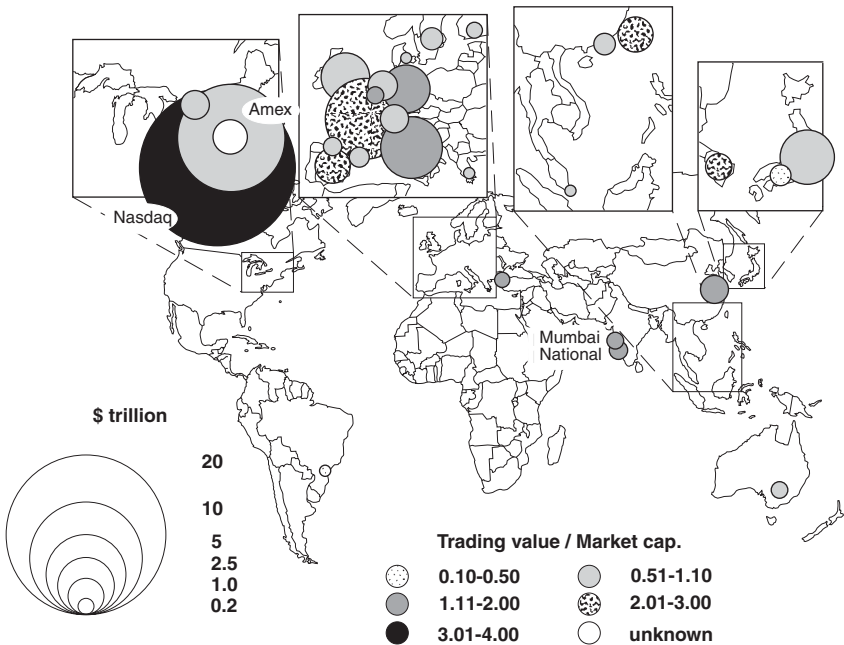 Amex
Nasdaq
Mumbai
National
$ trillion
20
10
5
2.5
1.0
0.2
Trading value / Market cap.
0.10-0.50
0.51-1.10
1.11-2.00
2.01-3.00
3.01-4.00
unknown